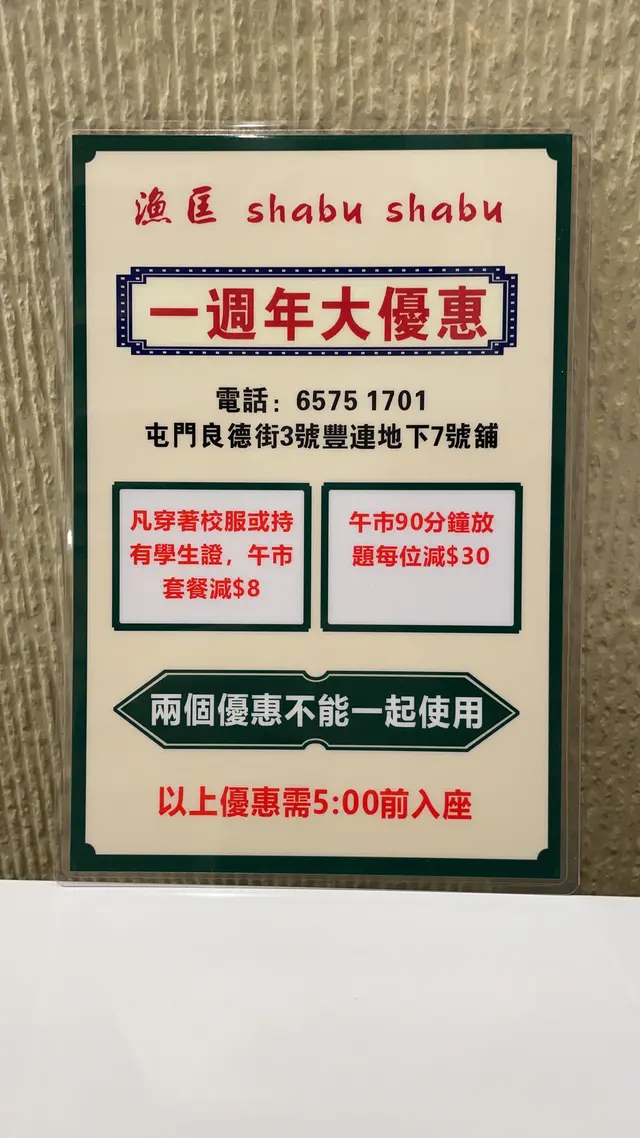 漁匡 shabu shabu
一週年大優惠
電話：6575 1701
屯門良德街3號豐連地下7號舖
凡穿著校服或持
有學生證，午市
套餐減$8
午市90分鐘放
題每位減$30
兩個優惠不能一起使用
以上優惠需5:00前入座